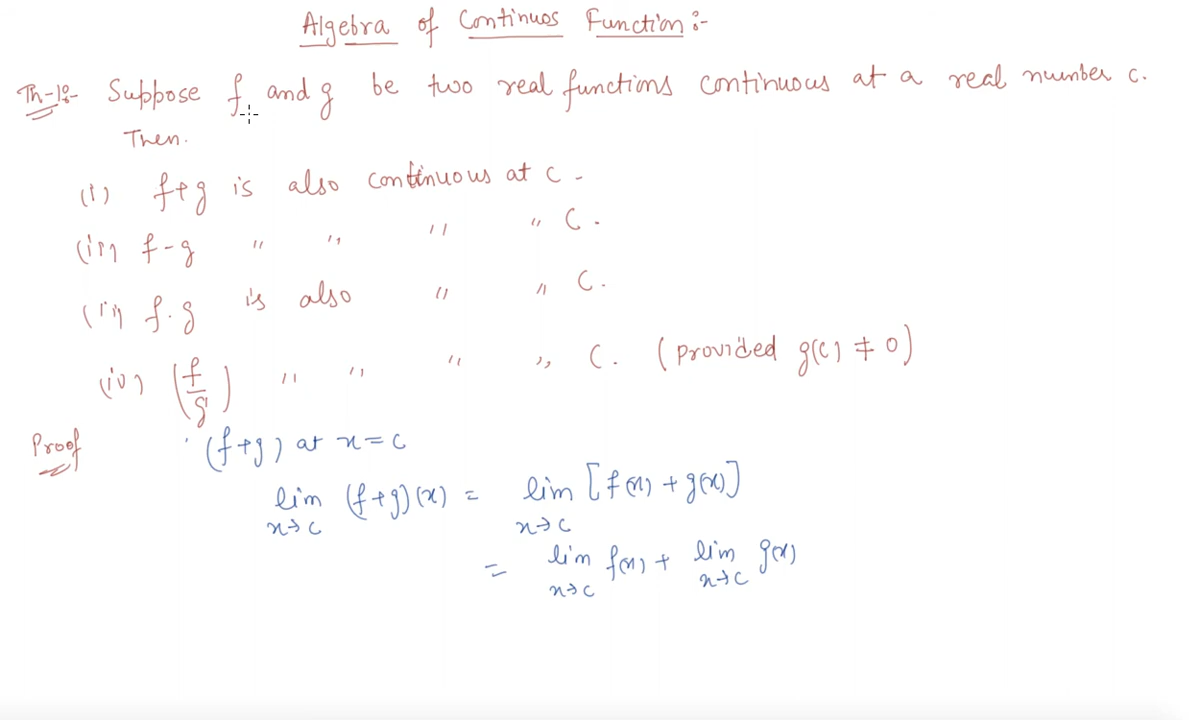 Algebra of Continuos Function :-
Th-1:- Suppose f and g be two real functions continuous at a real number c.
Then.
(i) f+g is also continuous at c.
(ii) f-g " " " " c.
(iii) f.g is also " " c.
(iv) (f/g) " " " " c. (provided g(c) ≠ 0)
Proof (f+g) at x=c
lim x→c (f+g)(x) = lim x→c [f(x) + g(x)]
= lim x→c f(x) + lim x→c g(x)